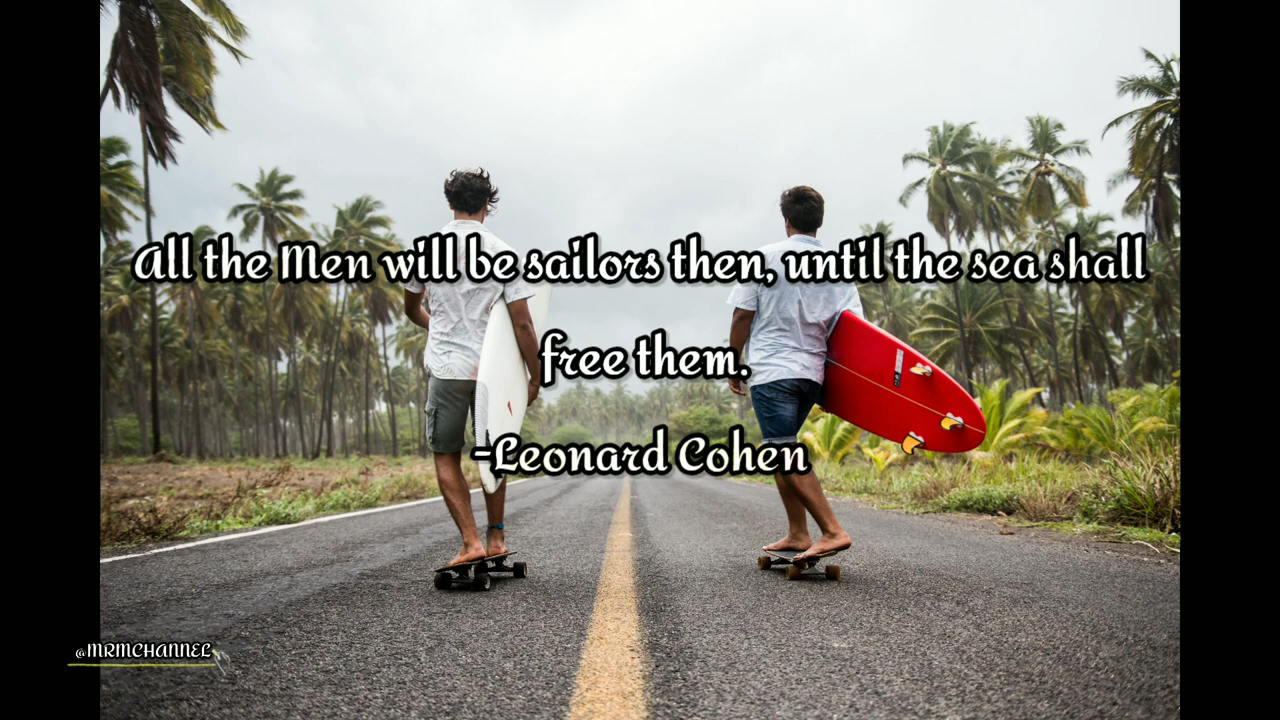 All the Men will be sailors then, until the sea shall
free them.
-Leonard Cohen
@MRMCHANNEL